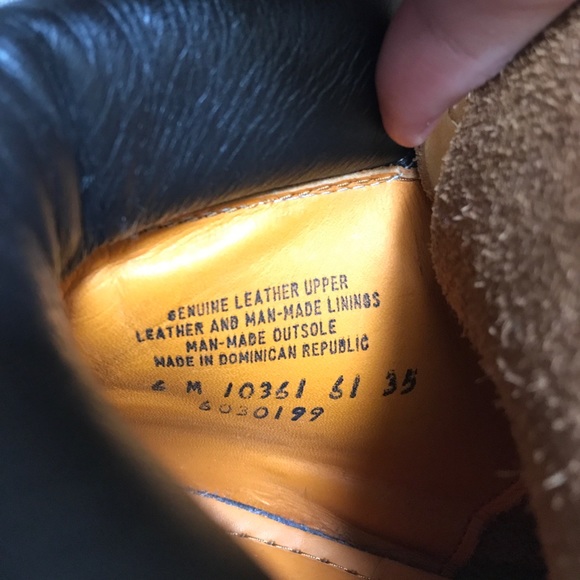 GENUINE LEATHER UPPER
LEATHER AND MAN-MADE LININGS
MAN-MADE OUTSOLE
MADE IN DOMINICAN REPUBLIC
6 M 10361 61 35
6030199